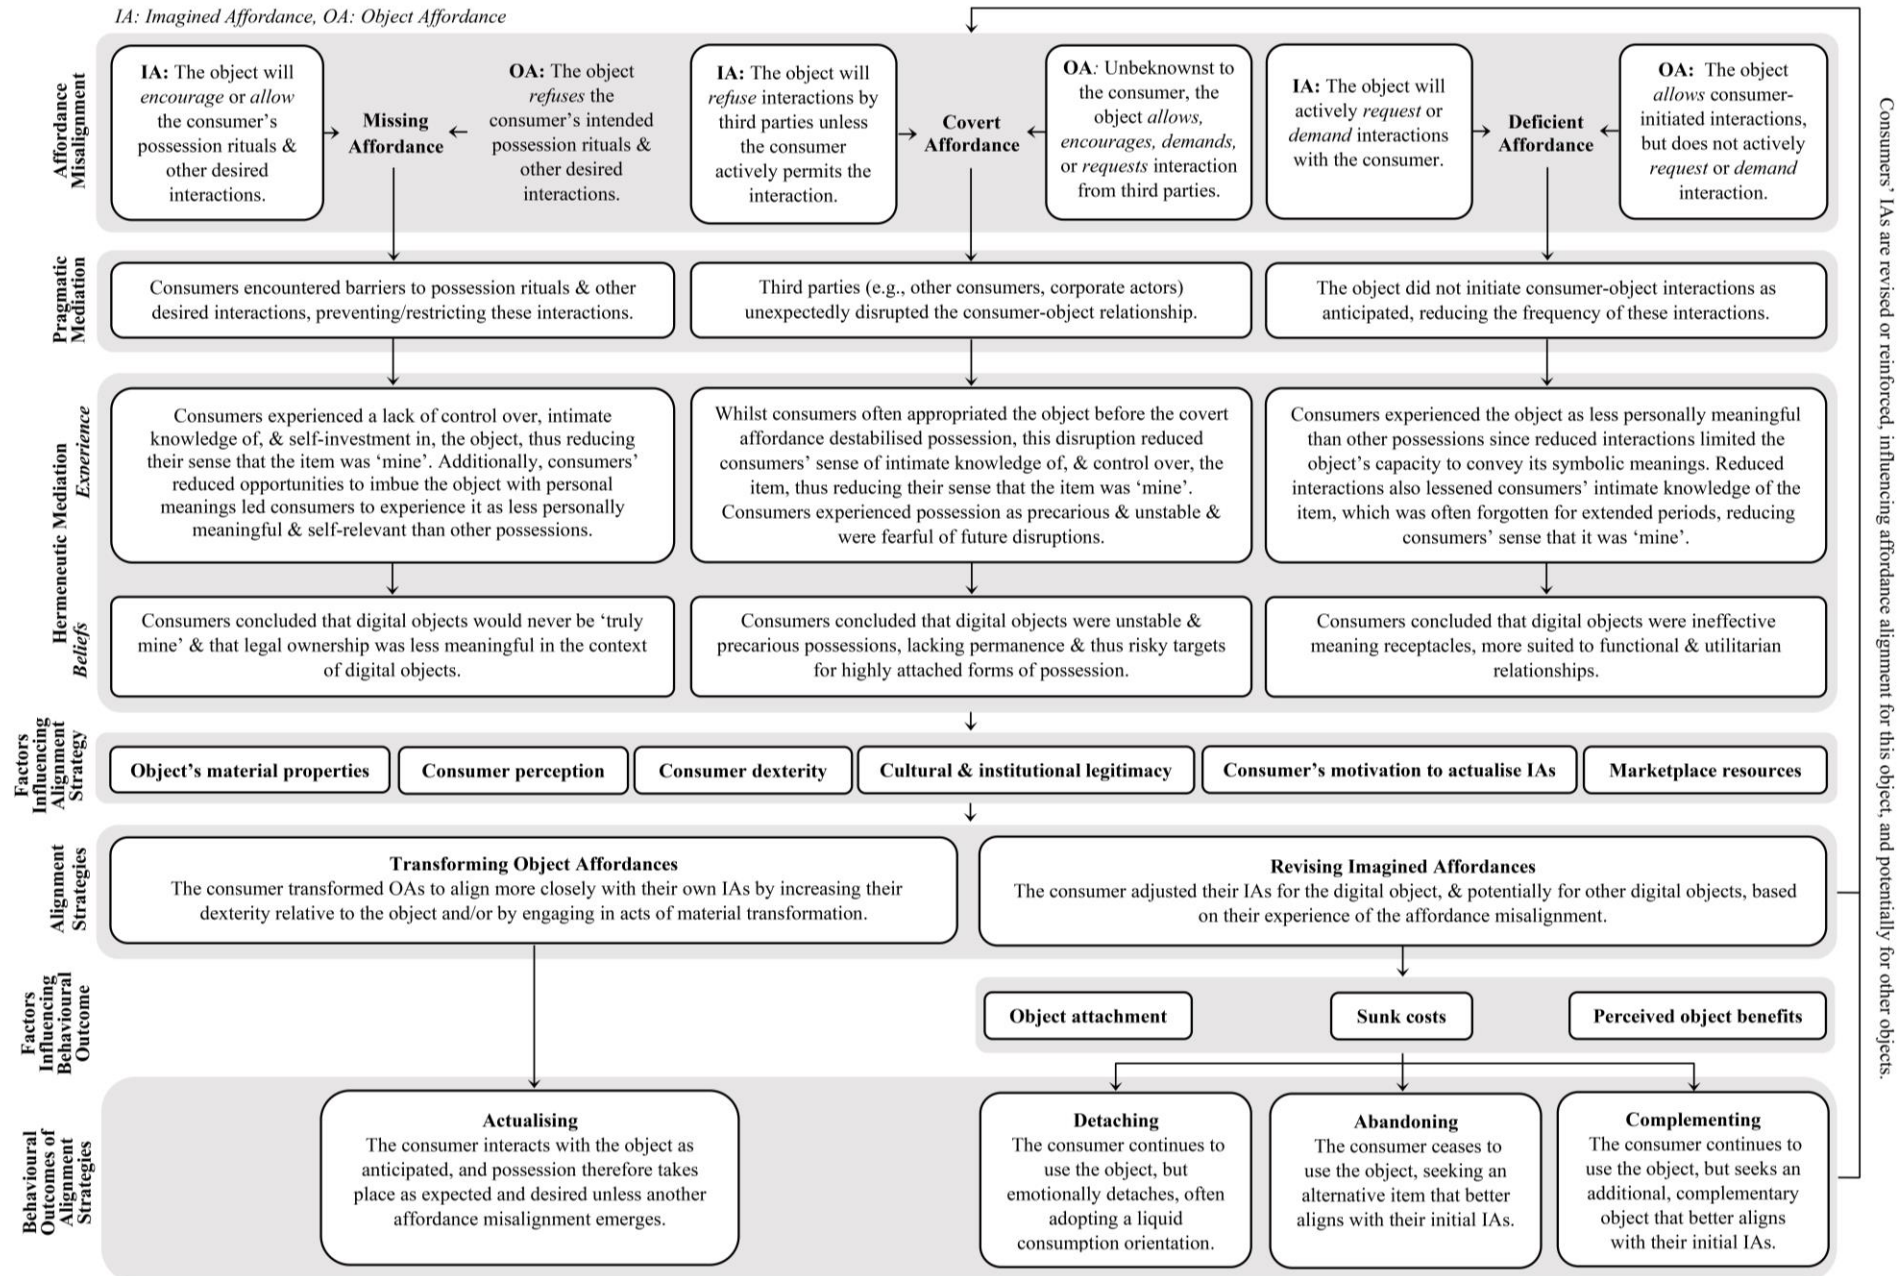 IA: Imagined Affordance, OA: Object Affordance
Affordance
Misalignment
IA: The object will
encourage or allow
the consumer's
possession rituals &
other desired
interactions.
Missing
Affordance
OA: The object
refuses the
consumer's intended
possession rituals &
other desired
interactions.
IA: The object will
refuse interactions by
third parties unless
the consumer
actively permits the
interaction.
Covert
Affordance
OA: Unbeknownst to
the consumer, the
object allows,
encourages, demands,
or requests interaction
from third parties.
IA: The object will
actively request or
demand interactions
with the consumer.
Deficient
Affordance
OA: The object
allows consumer-
initiated interactions,
but does not actively
request or demand
interaction.
Pragmatic
Mediation
Consumers encountered barriers to possession rituals & other
desired interactions, preventing/restricting these interactions.
Third parties (e.g., other consumers, corporate actors)
unexpectedly disrupted the consumer-object relationship.
The object did not initiate consumer-object interactions as
anticipated, reducing the frequency of these interactions.
Hermeneutic Mediation
Experience
Consumers experienced a lack of control over, intimate
knowledge of, & self-investment in, the object, thus reducing
their sense that the item was 'mine'. Additionally, consumers'
reduced opportunities to imbue the object with personal
meanings led consumers to experience it as less personally
meaningful & self-relevant than other possessions.
Whilst consumers often appropriated the object before the covert
affordance destabilised possession, this disruption reduced
consumers' sense of intimate knowledge of, & control over, the
item, thus reducing their sense that the item was 'mine'.
Consumers experienced possession as precarious & unstable &
were fearful of future disruptions.
Consumers experienced the object as less personally meaningful
than other possessions since reduced interactions limited the
object's capacity to convey its symbolic meanings. Reduced
interactions also lessened consumers' intimate knowledge of the
item, which was often forgotten for extended periods, reducing
consumers' sense that it was 'mine'.
Beliefs
Consumers concluded that digital objects would never be 'truly
mine' & that legal ownership was less meaningful in the context
of digital objects.
Consumers concluded that digital objects were unstable &
precarious possessions, lacking permanence & thus risky targets
for highly attached forms of possession.
Consumers concluded that digital objects were ineffective
meaning receptacles, more suited to functional & utilitarian
relationships.
Factors
Influencing
Alignment
Strategy
Object's material properties
Consumer perception
Consumer dexterity
Cultural & institutional legitimacy
Consumer's motivation to actualise IAs
Marketplace resources
Alignment
Strategies
Transforming Object Affordances
The consumer transformed OAs to align more closely with their own IAs by increasing their
dexterity relative to the object and/or by engaging in acts of material transformation.
Revising Imagined Affordances
The consumer adjusted their IAs for the digital object, & potentially for other digital objects, based
on their experience of the affordance misalignment.
Factors
Influencing
Behavioural
Outcome
Object attachment
Sunk costs
Perceived object benefits
Behavioural
Outcomes of
Alignment
Strategies
Actualising
The consumer interacts with the object as
anticipated, and possession therefore takes
place as expected and desired unless another
affordance misalignment emerges.
Detaching
The consumer continues to
use the object, but
emotionally detaches, often
adopting a liquid
consumption orientation.
Abandoning
The consumer ceases to
use the object, seeking an
alternative item that better
aligns with their initial IAs.
Complementing
The consumer continues to
use the object, but seeks an
additional, complementary
object that better aligns
with their initial IAs.
Consumers' IAs are revised or reinforced, influencing affordance alignment for this object, and potentially for other objects.